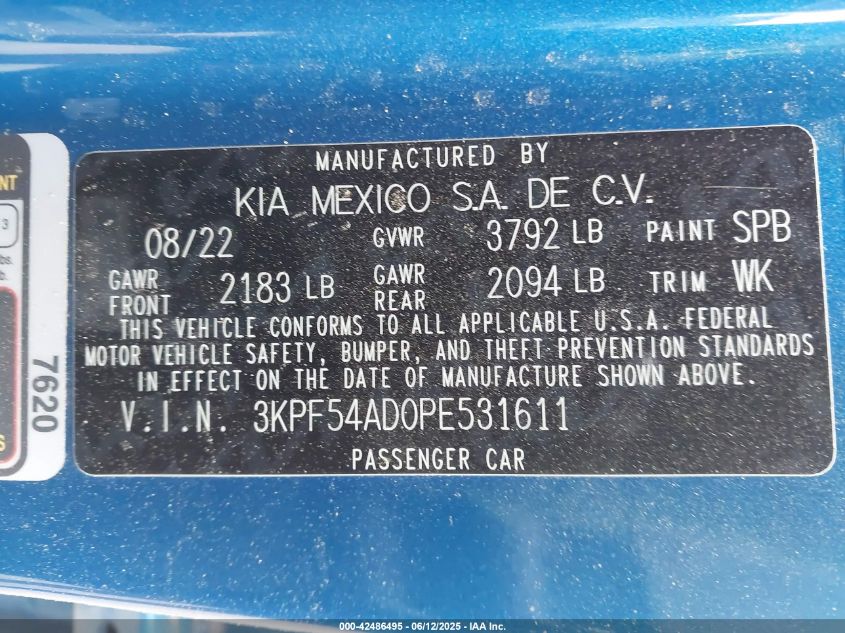 MANUFACTURED BY
KIA MEXICO S.A. DE C.V.
08/22 GVWR 3792 LB PAINT SPB
GAWR FRONT 2183 LB GAWR REAR 2094 LB TRIM WK
THIS VEHICLE CONFORMS TO ALL APPLICABLE U.S.A. FEDERAL
MOTOR VEHICLE SAFETY, BUMPER, AND THEFT PREVENTION STANDARDS
IN EFFECT ON THE DATE OF MANUFACTURE SHOWN ABOVE.
V.I.N. 3KPF54AD0PE531611
PASSENGER CAR
NT
3
lbs.
b.
S
7620
000-42486495 - 06/12/2025 - IAA Inc.